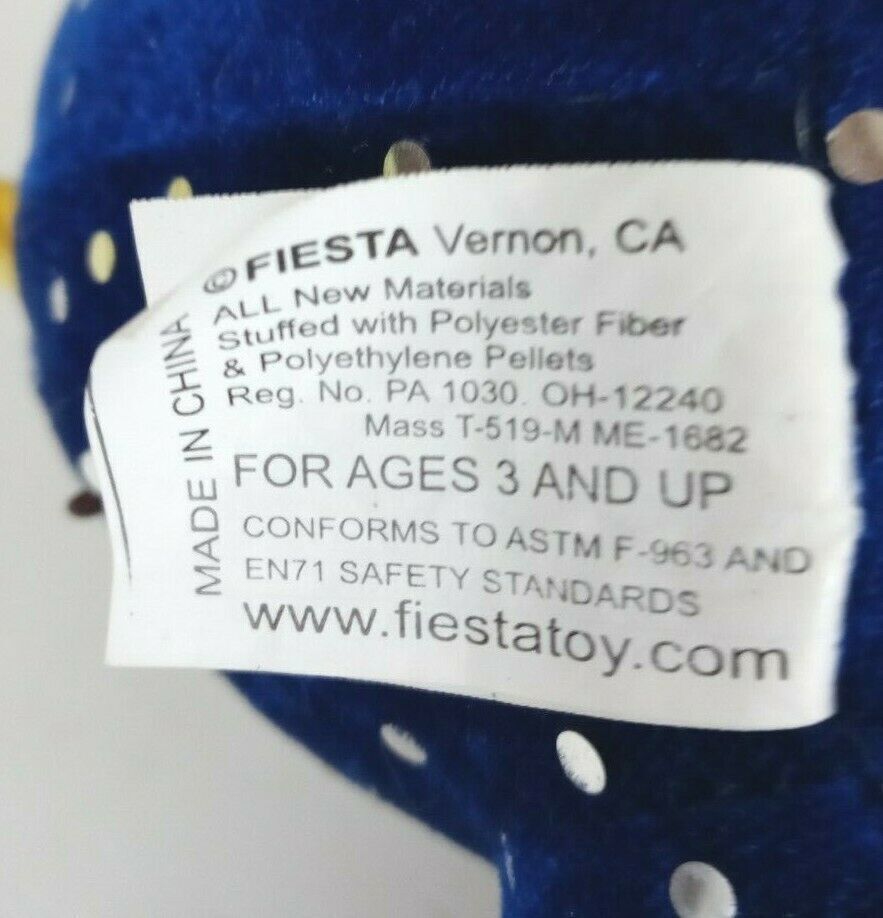 ©FIESTA Vernon, CA
ALL New Materials
Stuffed with Polyester Fiber
& Polyethylene Pellets
Reg. No. PA 1030. OH-12240
Mass T-519-M ME-1682
FOR AGES 3 AND UP
CONFORMS TO ASTM F-963 AND
EN71 SAFETY STANDARDS
www.fiestatoy.com
MADE IN CHINA